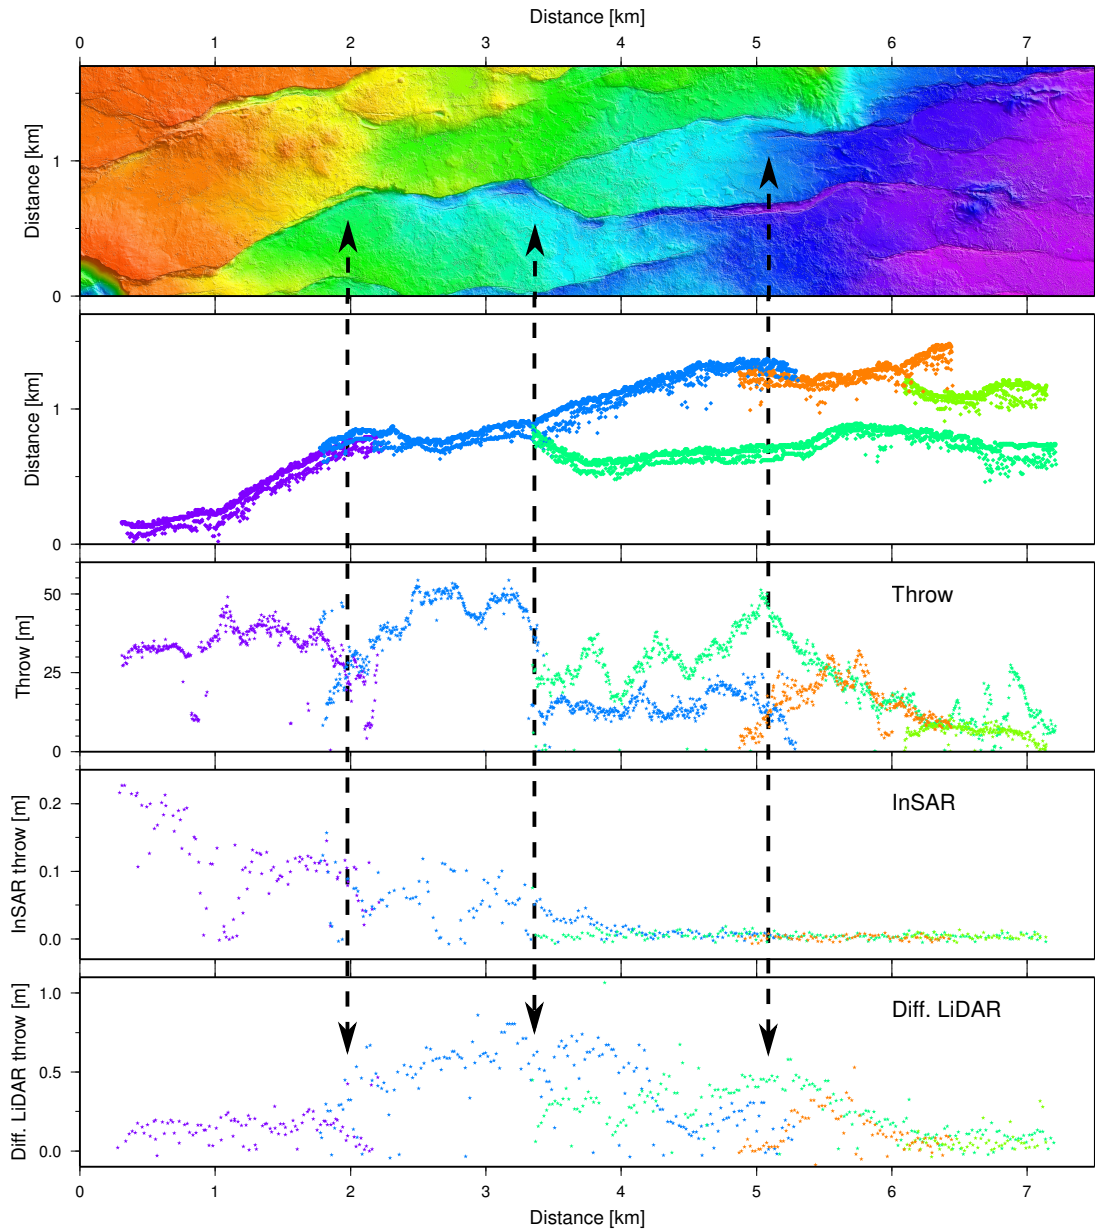 Distance [km]
0 1 2 3 4 5 6 7
Distance [km]
1
0
Distance [km]
1
0
Throw [m]
50
25
0
Throw
InSAR throw [m]
0.2
0.1
0.0
InSAR
Diff. LiDAR throw [m]
1.0
0.5
0.0
Diff. LiDAR
0 1 2 3 4 5 6 7
Distance [km]